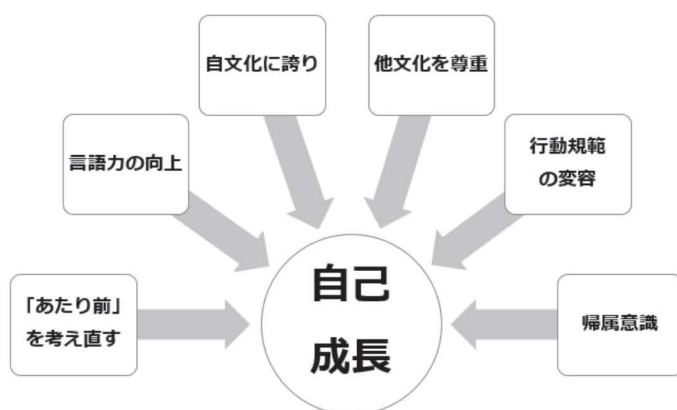 自文化に誇り
他文化を尊重
言語力の向上
行動規範
の変容
「あたり前」
を考え直す
帰属意識
自己
成長